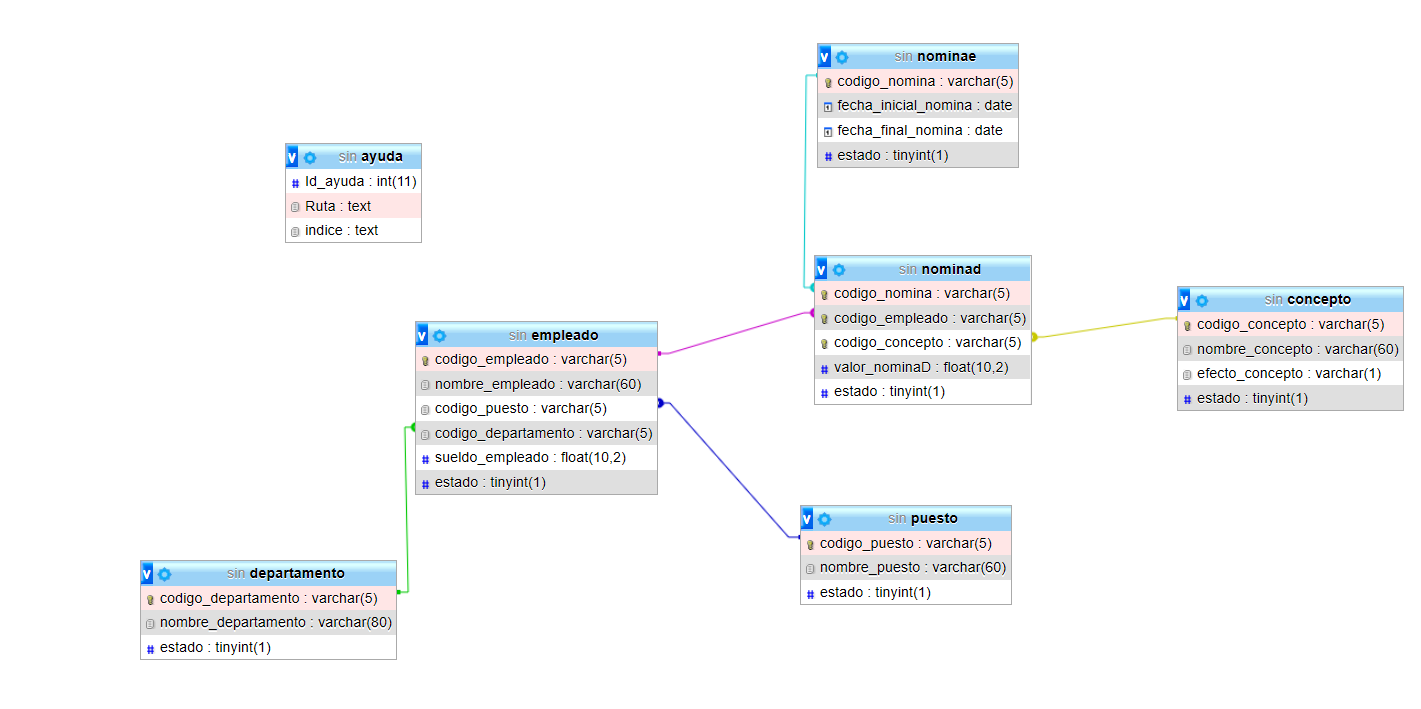 v sin nominae
codigo_nomina : varchar(5)
fecha_inicial_nomina : date
fecha_final_nomina : date
# estado : tinyint(1)
v sin ayuda
# Id_ayuda : int(11)
Ruta : text
indice : text
v sin nominad
codigo_nomina : varchar(5)
codigo_empleado : varchar(5)
codigo_concepto : varchar(5)
# valor_nominaD : float(10,2)
# estado : tinyint(1)
v sin concepto
codigo_concepto : varchar(5)
nombre_concepto : varchar(60)
efecto_concepto : varchar(1)
# estado : tinyint(1)
v sin empleado
codigo_empleado : varchar(5)
nombre_empleado : varchar(60)
codigo_puesto : varchar(5)
codigo_departamento : varchar(5)
# sueldo_empleado : float(10,2)
# estado : tinyint(1)
v sin puesto
codigo_puesto : varchar(5)
nombre_puesto : varchar(60)
# estado : tinyint(1)
v sin departamento
codigo_departamento : varchar(5)
nombre_departamento : varchar(80)
# estado : tinyint(1)